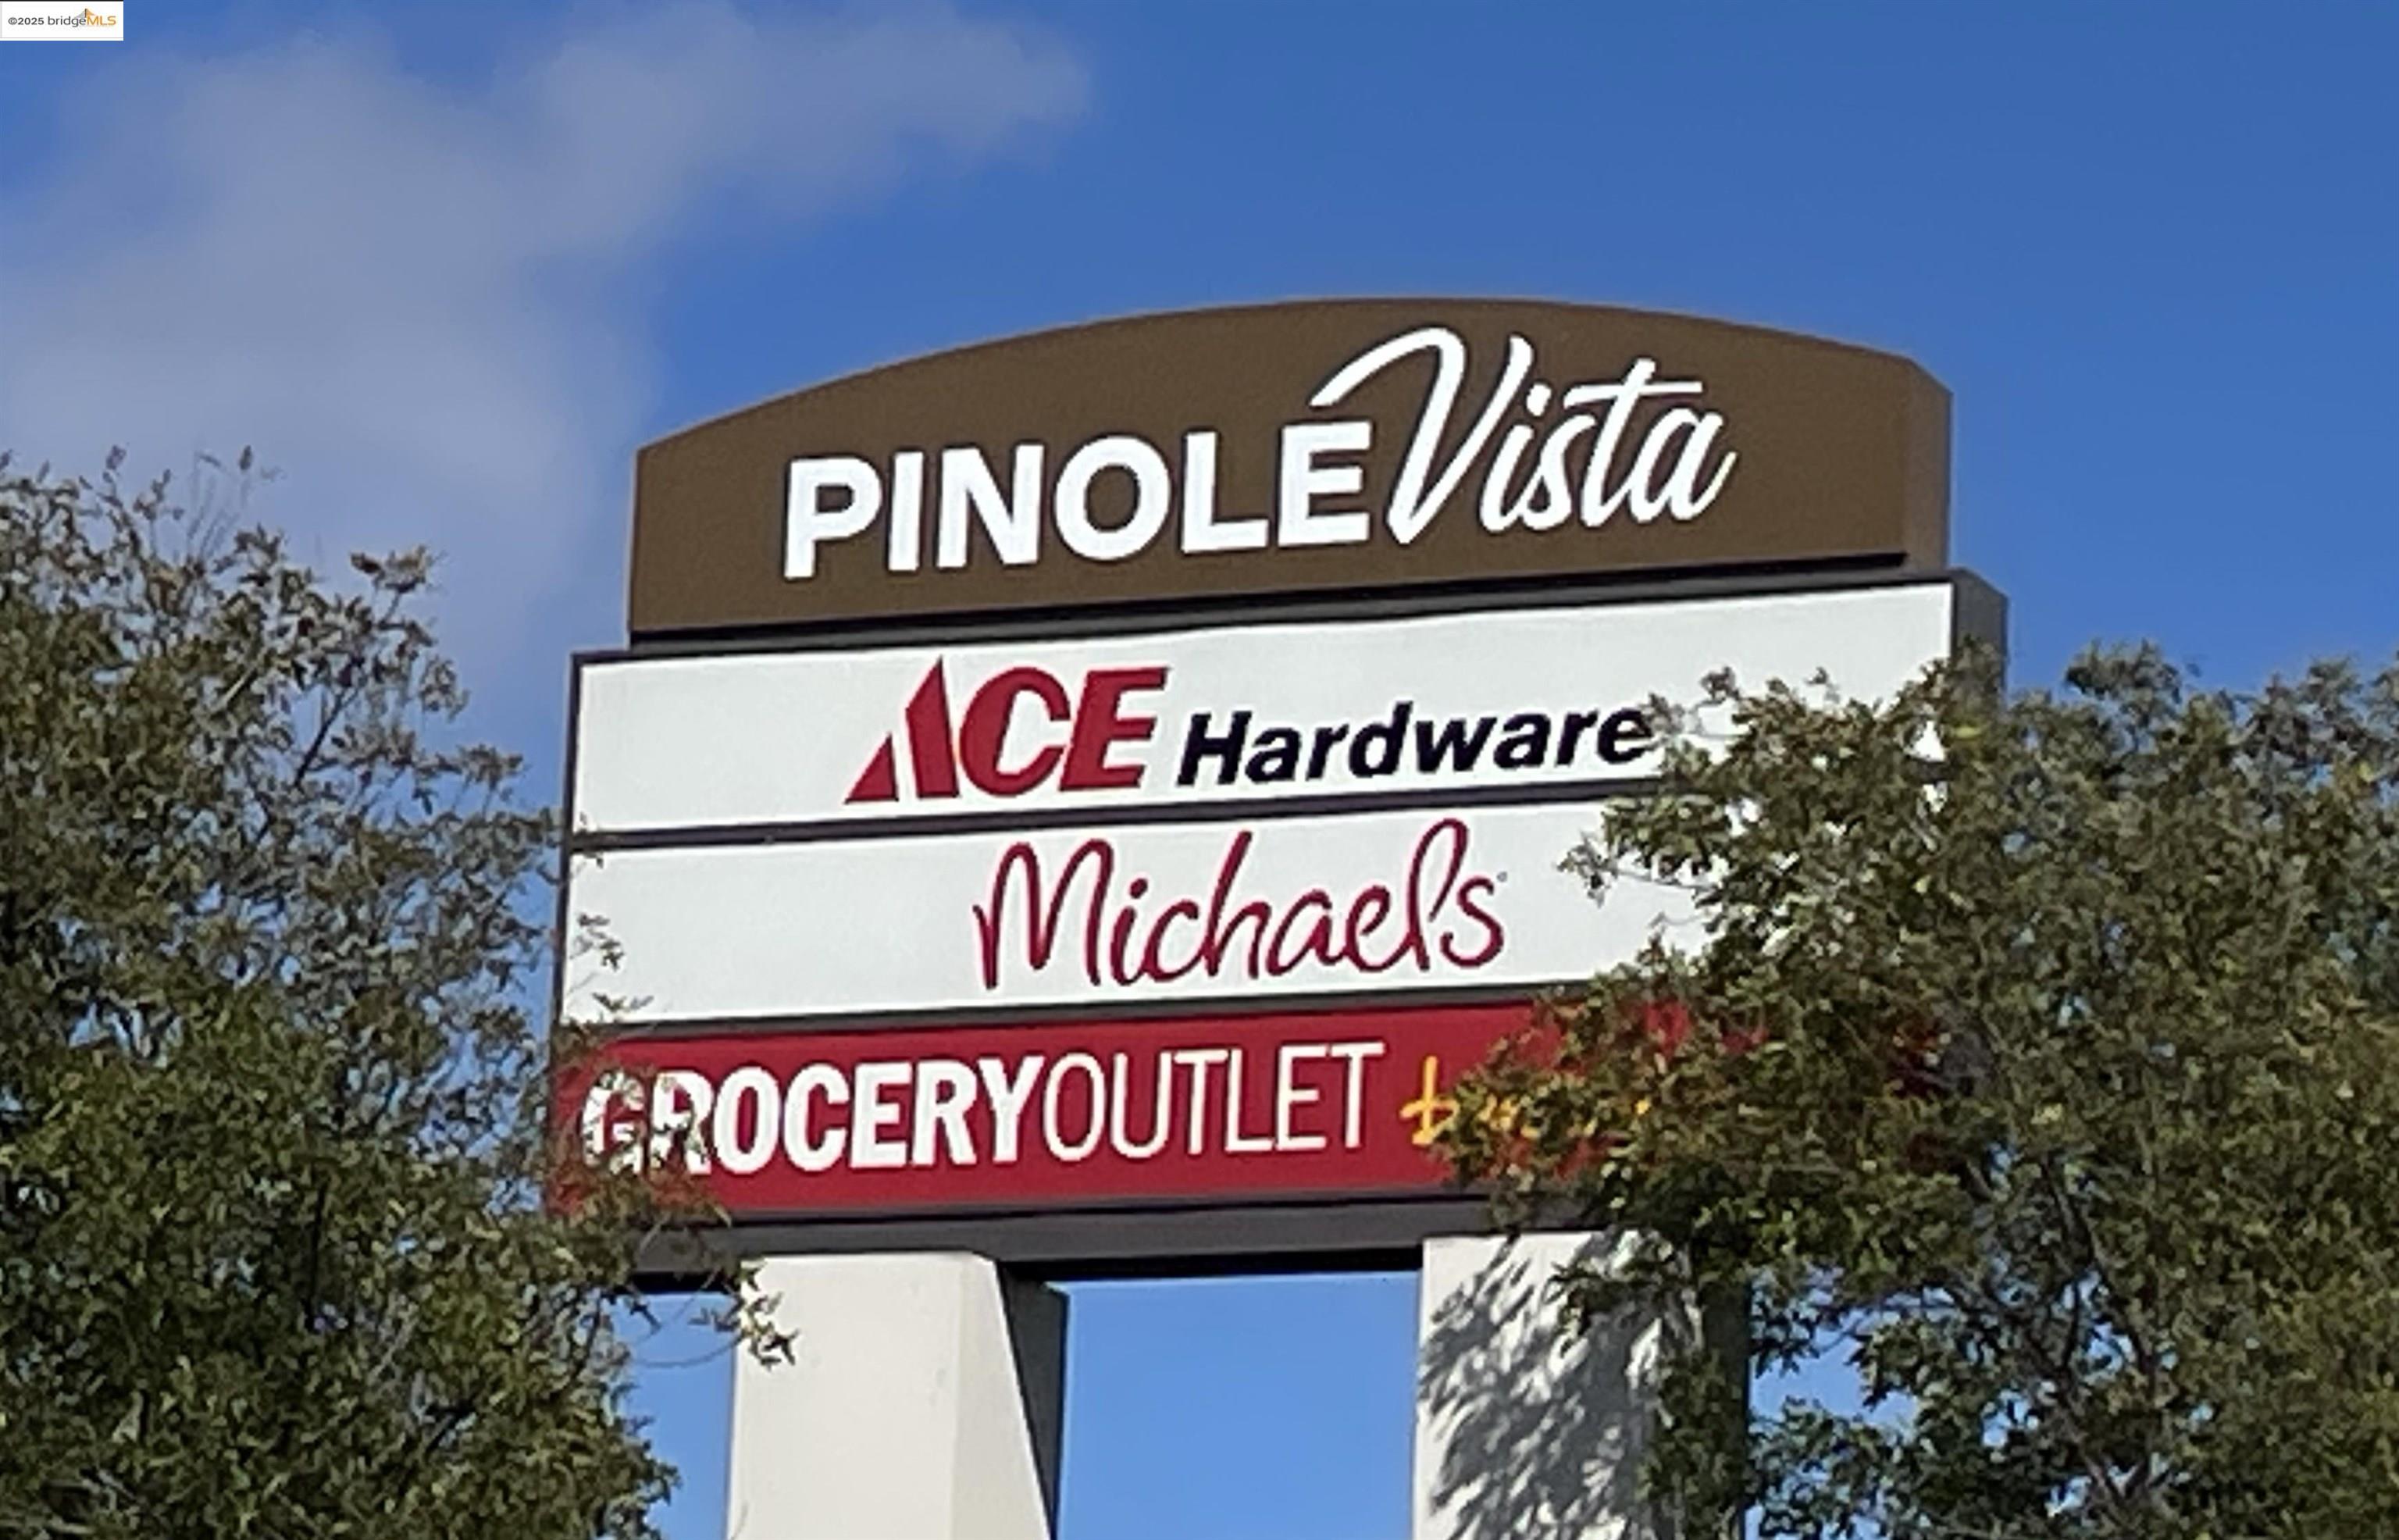 ©2025 bridgeMLS
PINOLE Vista
ACE Hardware
Michaels
GROCERYOUTLET